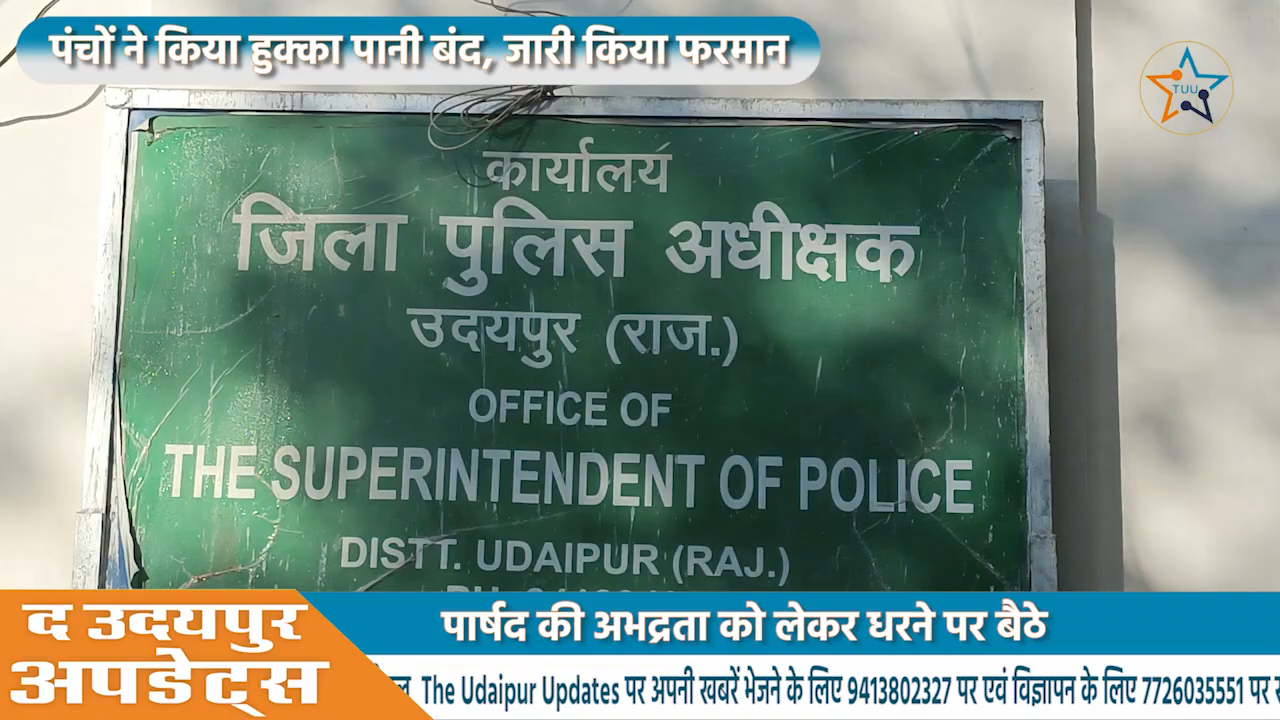 पंचों ने किया हुक्का पानी बंद, जारी किया फरमान
TUU
कार्यालय
जिला पुलिस अधीक्षक
उदयपुर (राज.)
OFFICE OF
THE SUPERINTENDENT OF POLICE
DISTT. UDAIPUR (RAJ.)
द उदयपुर
अपडेट्स
पार्षद की अभद्रता को लेकर धरने पर बैठे
The Udaipur Updates पर अपनी खबरें भेजने के लिए 9413802327 पर एवं विज्ञापन के लिए 7726035551 पर